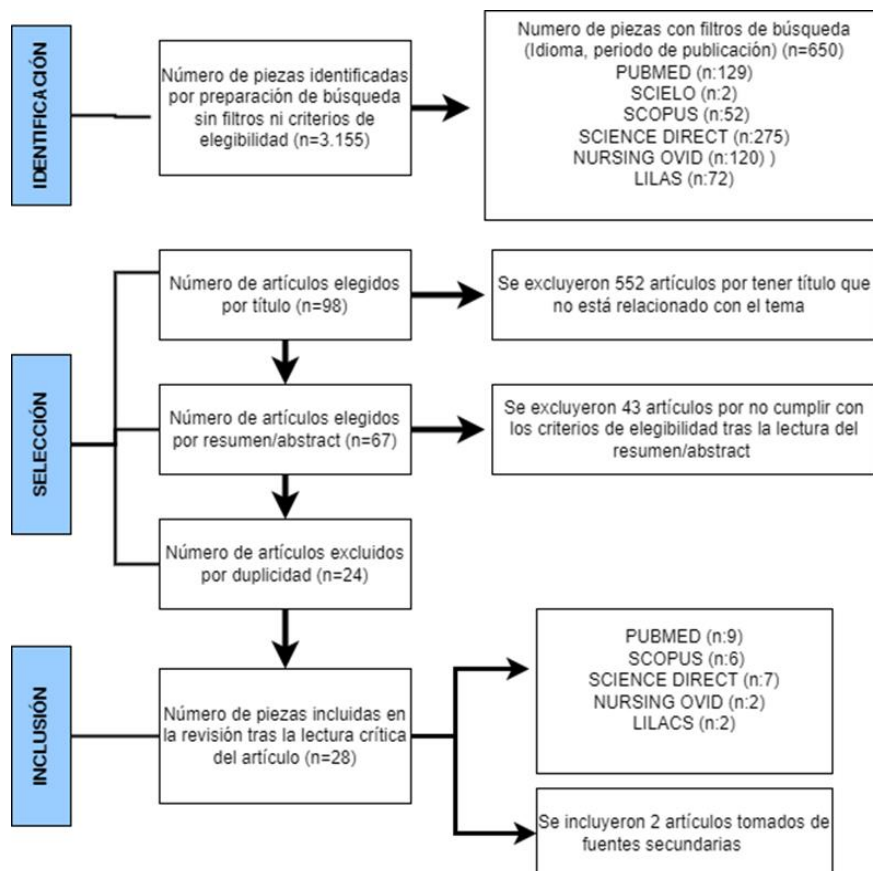 IDENTIFICACIÓN
Número de piezas identificadas
por preparación de búsqueda
sin filtros ni criterios de
elegibilidad (n=3.155)
Numero de piezas con filtros de búsqueda
(Idioma, periodo de publicación) (n=650)
PUBMED (n:129)
SCIELO (n:2)
SCOPUS (n:52)
SCIENCE DIRECT (n:275)
NURSING OVID (n:120) )
LILAS (n:72)
SELECCIÓN
Número de artículos elegidos
por título (n=98)
Se excluyeron 552 artículos por tener título que
no está relacionado con el tema
Número de artículos elegidos
por resumen/abstract (n=67)
Se excluyeron 43 artículos por no cumplir con
los criterios de elegibilidad tras la lectura del
resumen/abstract
Número de artículos excluidos
por duplicidad (n=24)
INCLUSIÓN
Número de piezas incluidas en
la revisión tras la lectura crítica
del artículo (n=28)
PUBMED (n:9)
SCOPUS (n:6)
SCIENCE DIRECT (n:7)
NURSING OVID (n:2)
LILACS (n:2)
Se incluyeron 2 artículos tomados de
fuentes secundarias